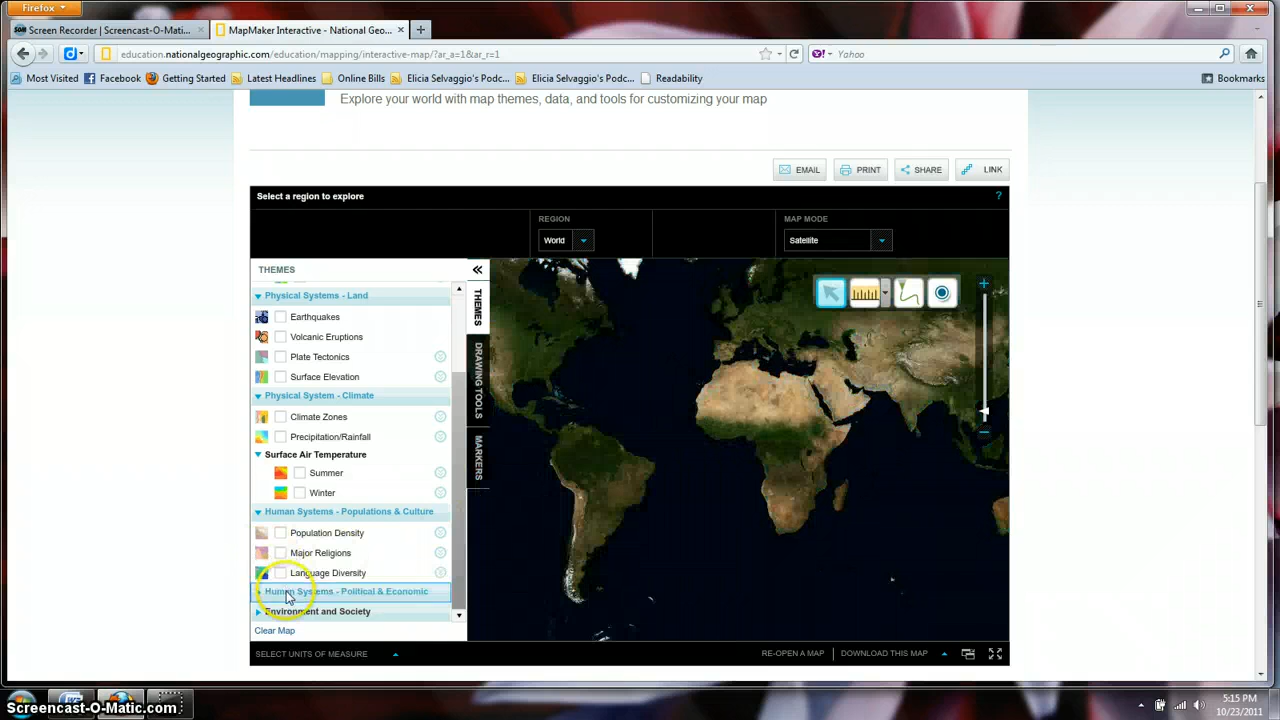 Firefox
Screen Recorder | Screencast-O-Mati...
MapMaker Interactive - National Geo...
education.nationalgeographic.com/education/mapping/interactive-map/?ar_a=1&ar_r=1
Yahoo
Most Visited
Facebook
Getting Started
Latest Headlines
Online Bills
Elicia Selvaggio's Podc...
Elicia Selvaggio's Podc...
Readability
Bookmarks
Explore your world with map themes, data, and tools for customizing your map
EMAIL
PRINT
SHARE
LINK
Select a region to explore
?
REGION
World
MAP MODE
Satellite
THEMES
THEMES
DRAWING TOOLS
MARKERS
Physical Systems - Land
Earthquakes
Volcanic Eruptions
Plate Tectonics
Surface Elevation
Physical System - Climate
Climate Zones
Precipitation/Rainfall
Surface Air Temperature
Summer
Winter
Human Systems - Populations & Culture
Population Density
Major Religions
Language Diversity
Human Systems - Political & Economic
Environment and Society
Clear Map
SELECT UNITS OF MEASURE
RE-OPEN A MAP
DOWNLOAD THIS MAP
Screencast-O-Matic.com
5:15 PM
10/23/2011